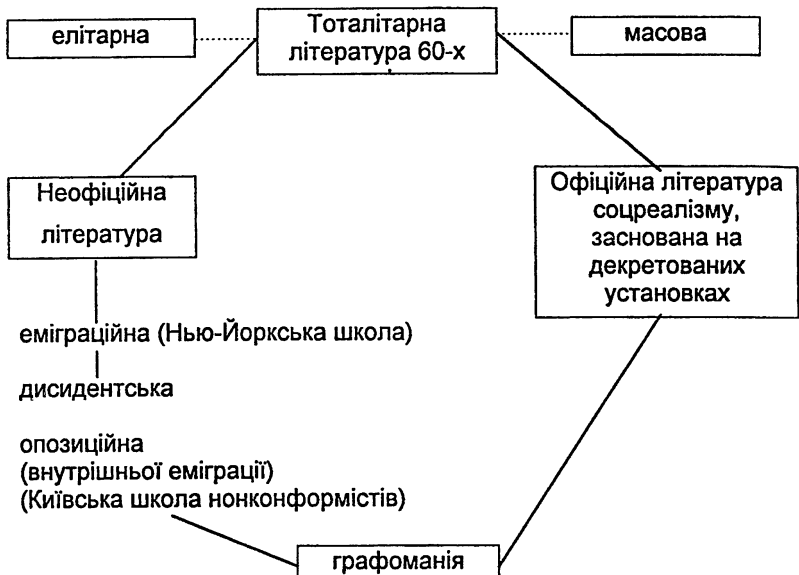 елітарна
Тоталітарна
література 60-х
масова
Неофіційна
література
Офіційна література
соцреалізму,
заснована на
декретованих
установках
еміграційна (Нью-Йоркська школа)
дисидентська
опозиційна
(внутрішньої еміграції)
(Київська школа нонконформістів)
графоманія